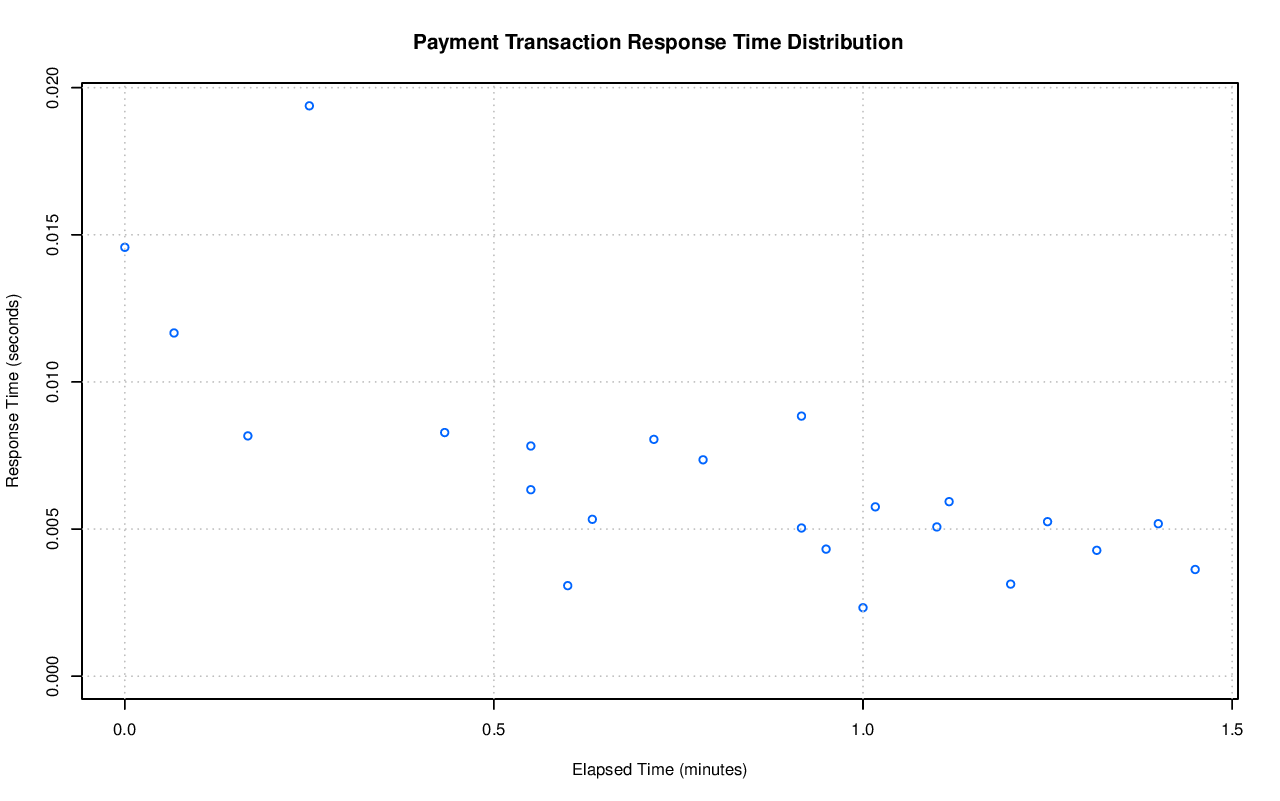 Payment Transaction Response Time Distribution
0.020
0.015
0.010
0.005
0.000
Response Time (seconds)
0.0 0.5 1.0 1.5
Elapsed Time (minutes)